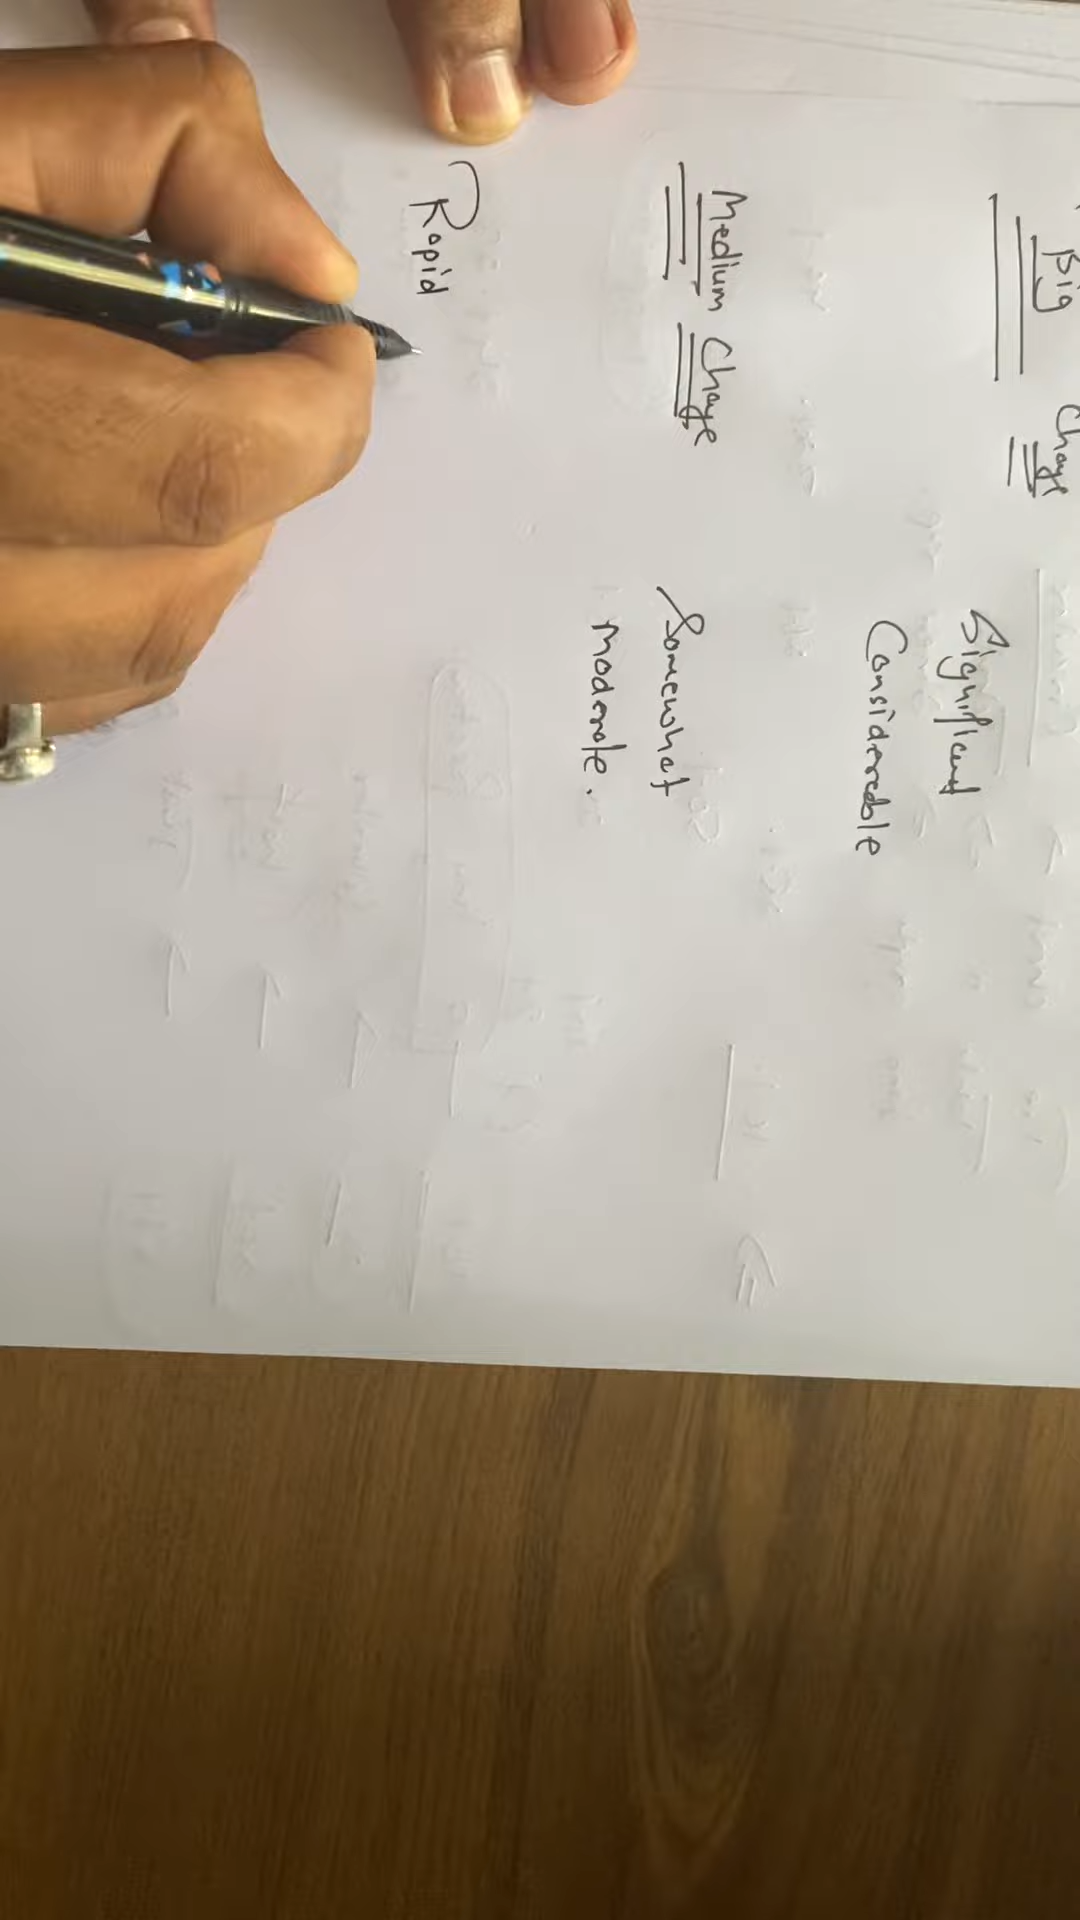 Big Change
Significant
Considerable
Medium Change
Somewhat
Moderate.
Rapid